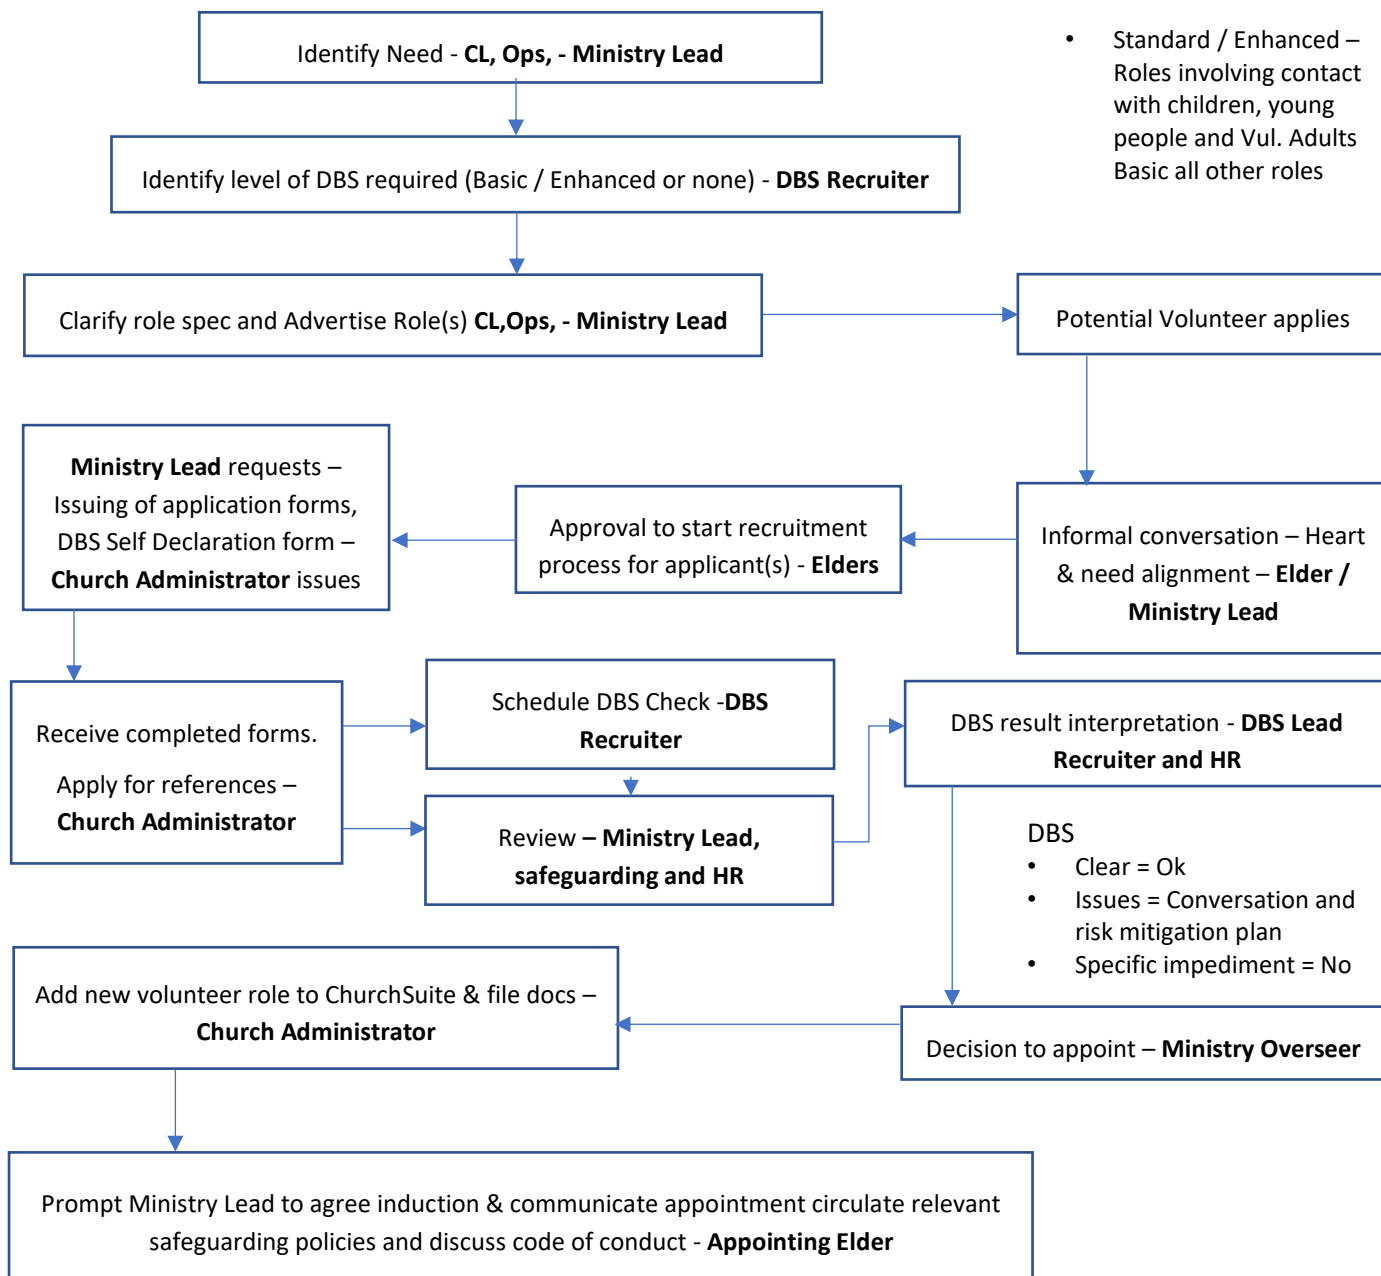 Identify Need - CL, Ops, - Ministry Lead
• Standard / Enhanced –
Roles involving contact
with children, young
people and Vul. Adults
Basic all other roles
Identify level of DBS required (Basic / Enhanced or none) - DBS Recruiter
Clarify role spec and Advertise Role(s) CL,Ops, - Ministry Lead
Potential Volunteer applies
Informal conversation – Heart
& need alignment – Elder /
Ministry Lead
Approval to start recruitment
process for applicant(s) - Elders
Ministry Lead requests –
Issuing of application forms,
DBS Self Declaration form –
Church Administrator issues
Receive completed forms.
Apply for references –
Church Administrator
Schedule DBS Check -DBS
Recruiter
Review – Ministry Lead,
safeguarding and HR
DBS result interpretation - DBS Lead
Recruiter and HR
DBS
• Clear = Ok
• Issues = Conversation and
risk mitigation plan
• Specific impediment = No
Decision to appoint – Ministry Overseer
Add new volunteer role to ChurchSuite & file docs –
Church Administrator
Prompt Ministry Lead to agree induction & communicate appointment circulate relevant
safeguarding policies and discuss code of conduct - Appointing Elder